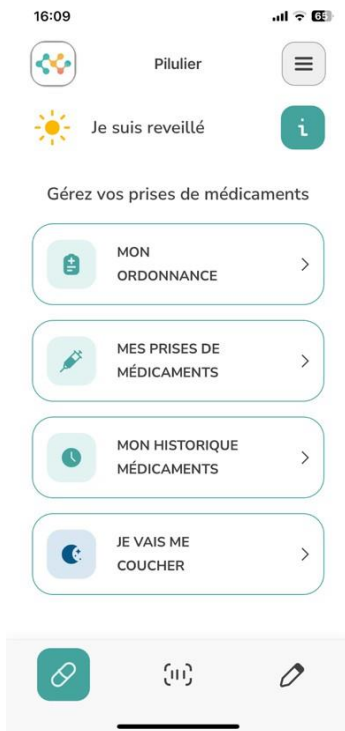 16:09
65
Pilulier
Je suis reveillé
i
Gérez vos prises de médicaments
MON
ORDONNANCE
MES PRISES DE
MÉDICAMENTS
MON HISTORIQUE
MÉDICAMENTS
JE VAIS ME
COUCHER